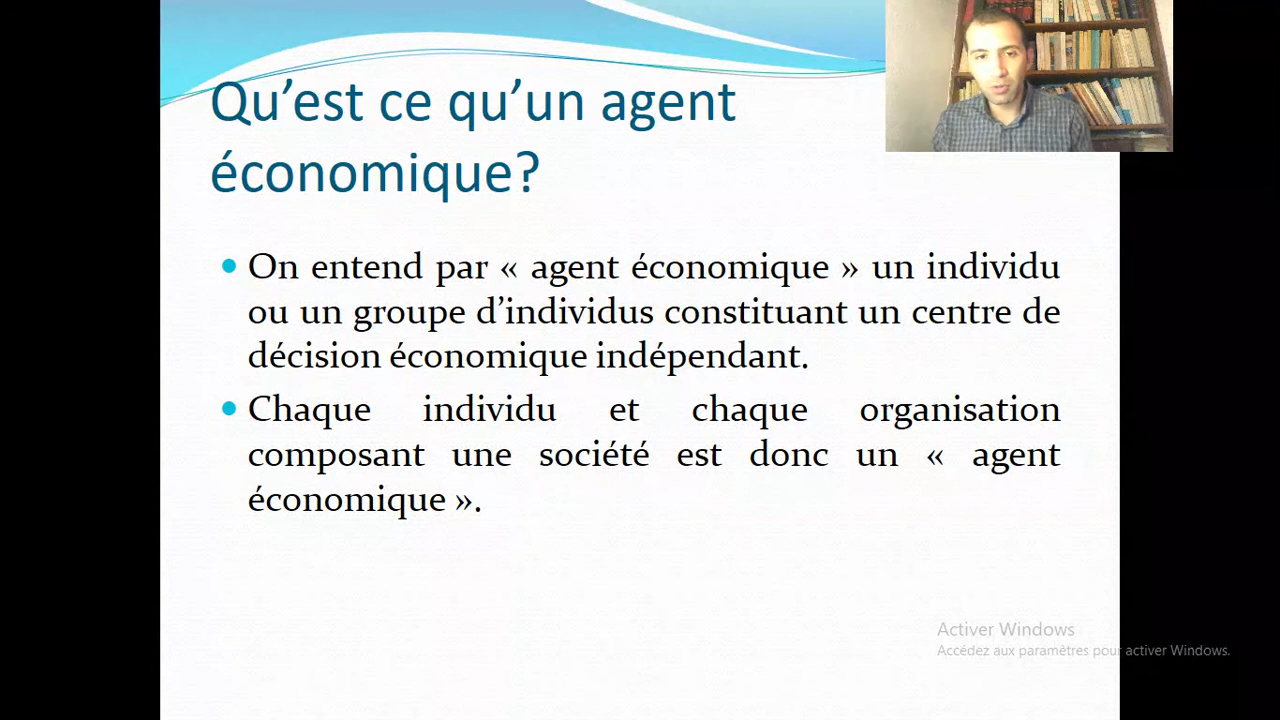 Qu’est ce qu’un agent
économique?
On entend par « agent économique » un individu
ou un groupe d’individus constituant un centre de
décision économique indépendant.
Chaque individu et chaque organisation
composant une société est donc un « agent
économique ».
Activer Windows
Accédez aux paramètres pour activer Windows.